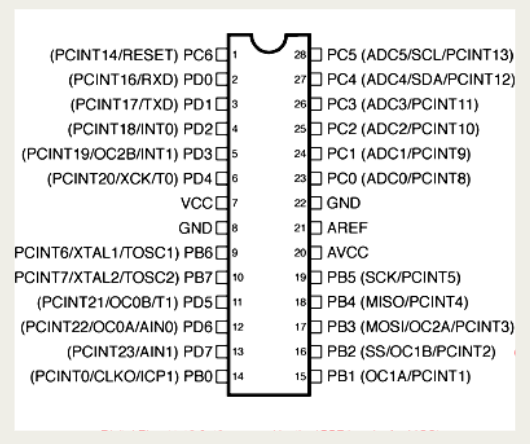 (PCINT14/RESET) PC6 1 28 PC5 (ADC5/SCL/PCINT13)
(PCINT16/RXD) PD0 2 27 PC4 (ADC4/SDA/PCINT12)
(PCINT17/TXD) PD1 3 26 PC3 (ADC3/PCINT11)
(PCINT18/INT0) PD2 4 25 PC2 (ADC2/PCINT10)
(PCINT19/OC2B/INT1) PD3 5 24 PC1 (ADC1/PCINT9)
(PCINT20/XCK/T0) PD4 6 23 PC0 (ADC0/PCINT8)
VCC 7 22 GND
GND 8 21 AREF
PCINT6/XTAL1/TOSC1) PB6 9 20 AVCC
PCINT7/XTAL2/TOSC2) PB7 10 19 PB5 (SCK/PCINT5)
(PCINT21/OC0B/T1) PD5 11 18 PB4 (MISO/PCINT4)
(PCINT22/OC0A/AIN0) PD6 12 17 PB3 (MOSI/OC2A/PCINT3)
(PCINT23/AIN1) PD7 13 16 PB2 (SS/OC1B/PCINT2)
(PCINT0/CLKO/ICP1) PB0 14 15 PB1 (OC1A/PCINT1)